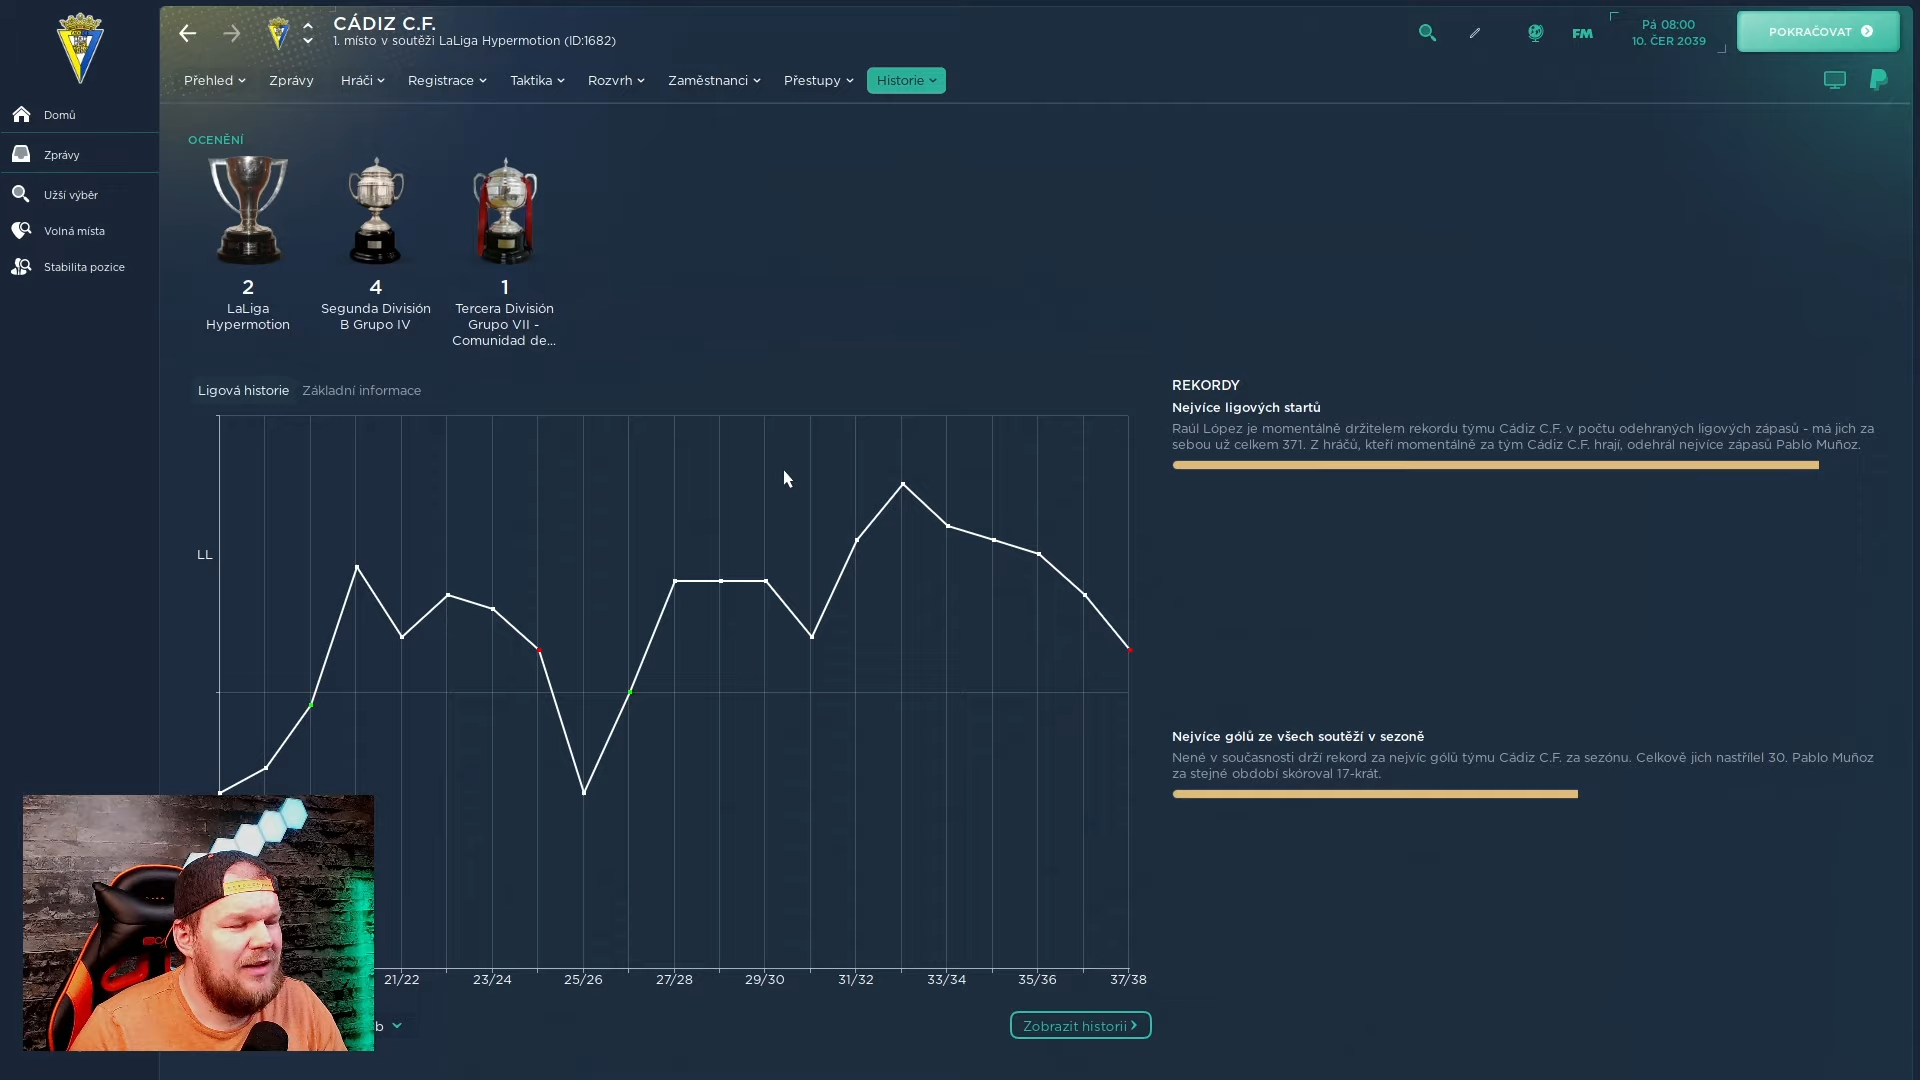 CÁDIZ C.F.
1. místo v soutěži LaLiga Hypermotion (ID:1682)
FM
Pá 08:00
10. ČER 2039
POKRAČOVAT
Přehled
Zprávy
Hráči
Registrace
Taktika
Rozvrh
Zaměstnanci
Přestupy
Historie
Domů
Zprávy
Užší výběr
Volná místa
Stabilita pozice
OCENĚNÍ
2
LaLiga
Hypermotion
4
Segunda División
B Grupo IV
1
Tercera División
Grupo VII -
Comunidad de...
Ligová historie
Základní informace
LL
21/22
23/24
25/26
27/28
29/30
31/32
33/34
35/36
37/38
b
Zobrazit historii
REKORDY
Nejvíce ligových startů
Raúl López je momentálně držitelem rekordu týmu Cádiz C.F. v počtu odehraných ligových zápasů - má jich za
sebou už celkem 371. Z hráčů, kteří momentálně za tým Cádiz C.F. hrají, odehrál nejvíce zápasů Pablo Muñoz.
Nejvíce gólů ze všech soutěží v sezoně
Nené v současnosti drží rekord za nejvíc gólů týmu Cádiz C.F. za sezónu. Celkově jich nastřílel 30. Pablo Muñoz
za stejné období skóroval 17-krát.